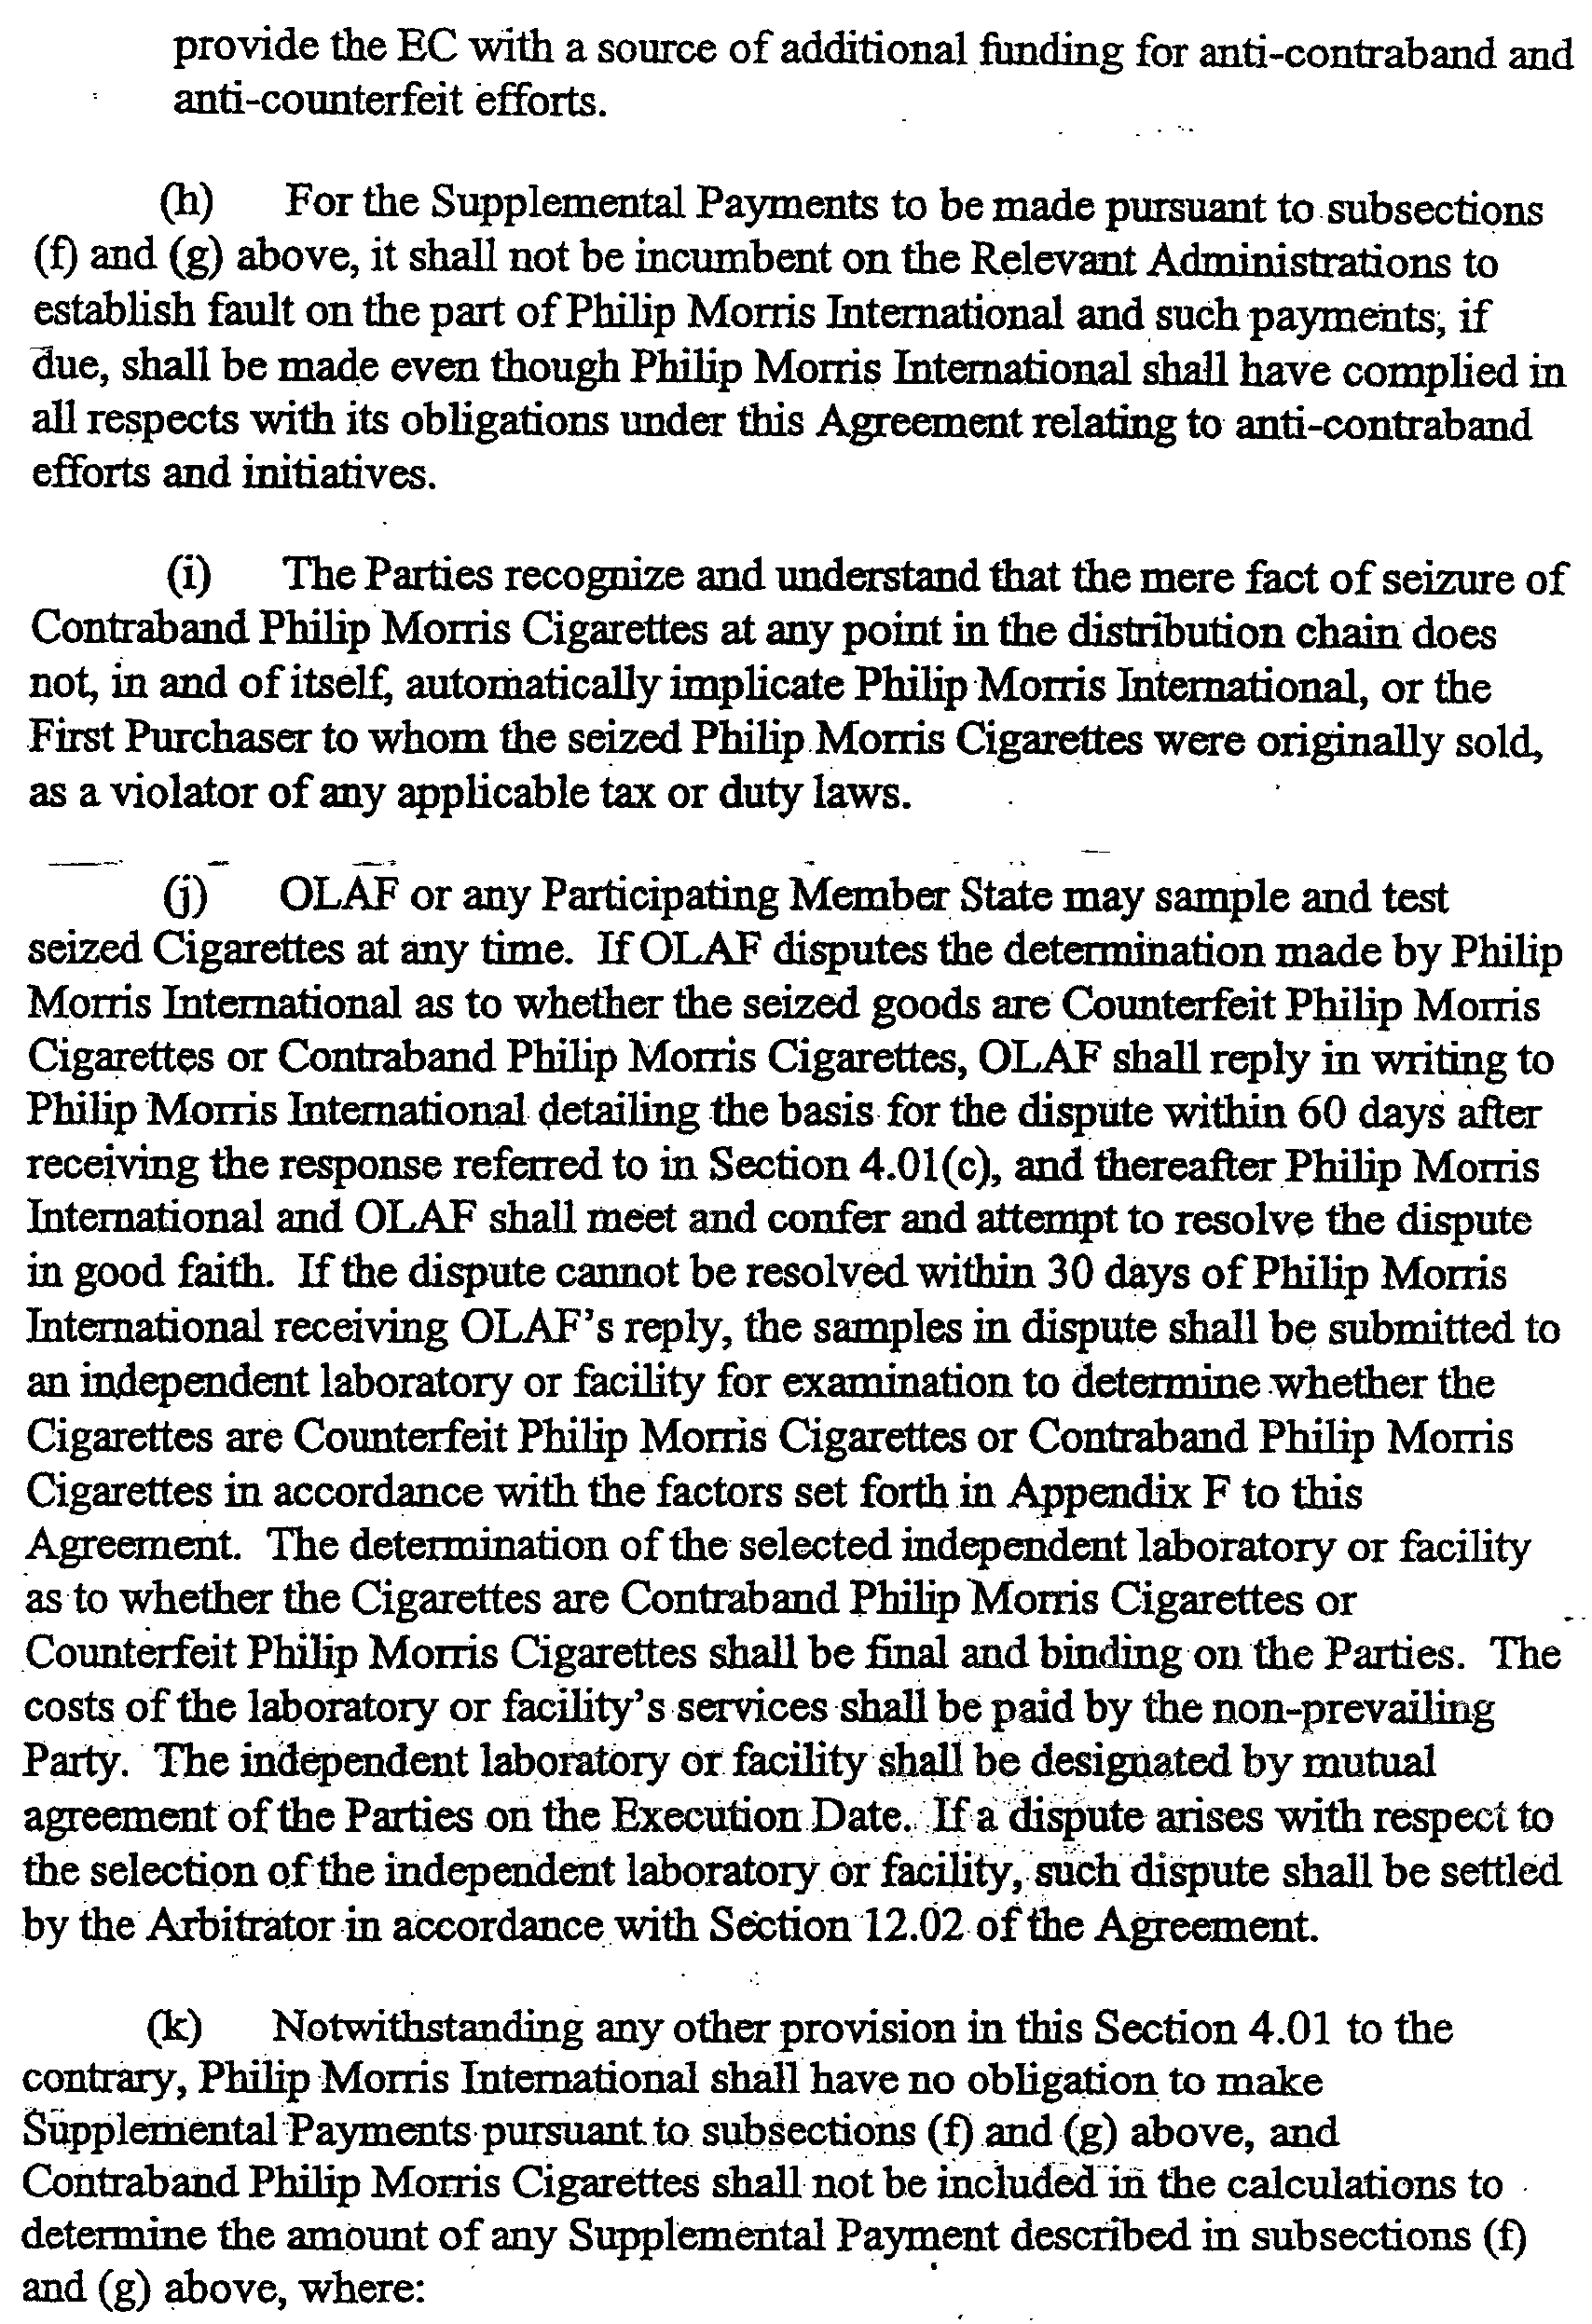 provide the EC with a source of additional funding for anti-contraband and
anti-counterfeit efforts.
(h) For the Supplemental Payments to be made pursuant to subsections
(f) and (g) above, it shall not be incumbent on the Relevant Administrations to
establish fault on the part of Philip Morris International and such payments, if
due, shall be made even though Philip Morris International shall have complied in
all respects with its obligations under this Agreement relating to anti-contraband
efforts and initiatives.
(i) The Parties recognize and understand that the mere fact of seizure of
Contraband Philip Morris Cigarettes at any point in the distribution chain does
not, in and of itself, automatically implicate Philip Morris International, or the
First Purchaser to whom the seized Philip Morris Cigarettes were originally sold,
as a violator of any applicable tax or duty laws.
(j) OLAF or any Participating Member State may sample and test
seized Cigarettes at any time. If OLAF disputes the determination made by Philip
Morris International as to whether the seized goods are Counterfeit Philip Morris
Cigarettes or Contraband Philip Morris Cigarettes, OLAF shall reply in writing to
Philip Morris International detailing the basis for the dispute within 60 days after
receiving the response referred to in Section 4.01(c), and thereafter Philip Morris
International and OLAF shall meet and confer and attempt to resolve the dispute
in good faith. If the dispute cannot be resolved within 30 days of Philip Morris
International receiving OLAF's reply, the samples in dispute shall be submitted to
an independent laboratory or facility for examination to determine whether the
Cigarettes are Counterfeit Philip Morris Cigarettes or Contraband Philip Morris
Cigarettes in accordance with the factors set forth in Appendix F to this
Agreement. The determination of the selected independent laboratory or facility
as to whether the Cigarettes are Contraband Philip Morris Cigarettes or
Counterfeit Philip Morris Cigarettes shall be final and binding on the Parties. The
costs of the laboratory or facility's services shall be paid by the non-prevailing
Party. The independent laboratory or facility shall be designated by mutual
agreement of the Parties on the Execution Date. If a dispute arises with respect to
the selection of the independent laboratory or facility, such dispute shall be settled
by the Arbitrator in accordance with Section 12.02 of the Agreement.
(k) Notwithstanding any other provision in this Section 4.01 to the
contrary, Philip Morris International shall have no obligation to make
Supplemental Payments pursuant to subsections (f) and (g) above, and
Contraband Philip Morris Cigarettes shall not be included in the calculations to
determine the amount of any Supplemental Payment described in subsections (f)
and (g) above, where: